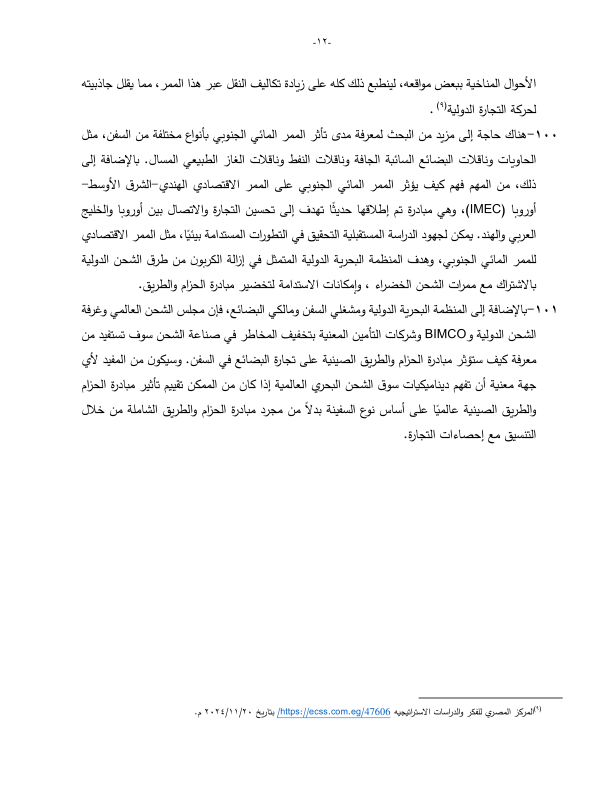 -١٢-
الأحوال المناخية ببعض مواقعه، لينطبع ذلك كله على زيادة تكاليف النقل عبر هذا الممر، مما يقلل جاذبيته
لحركة التجارة الدولية(٩) .
١٠٠-هناك حاجة إلى مزيد من البحث لمعرفة مدى تأثر الممر المائي الجنوبي بأنواع مختلفة من السفن، مثل
الحاويات وناقلات البضائع السائبة الجافة وناقلات النفط وناقلات الغاز الطبيعي المسال. بالإضافة إلى
ذلك، من المهم فهم كيف يؤثر الممر المائي الجنوبي على الممر الاقتصادي الهندي-الشرق الأوسط-
أوروبا (IMEC)، وهي مبادرة تم إطلاقها حديثًا تهدف إلى تحسين التجارة والاتصال بين أوروبا والخليج
العربي والهند. يمكن لجهود الدراسة المستقبلية التحقيق في التطورات المستدامة بيئيًا، مثل الممر الاقتصادي
للممر المائي الجنوبي، وهدف المنظمة البحرية الدولية المتمثل في إزالة الكربون من طرق الشحن الدولية
بالاشتراك مع ممرات الشحن الخضراء ، وإمكانات الاستدامة لتخضير مبادرة الحزام والطريق.
١٠١-بالإضافة إلى المنظمة البحرية الدولية ومشغلي السفن ومالكي البضائع، فإن مجلس الشحن العالمي وغرفة
الشحن الدولية وBIMCO وشركات التأمين المعنية بتخفيف المخاطر في صناعة الشحن سوف تستفيد من
معرفة كيف ستؤثر مبادرة الحزام والطريق الصينية على تجارة البضائع في السفن. وسيكون من المفيد لأي
جهة معنية أن تفهم ديناميكيات سوق الشحن البحري العالمية إذا كان من الممكن تقييم تأثير مبادرة الحزام
والطريق الصينية عالميًا على أساس نوع السفينة بدلاً من مجرد مبادرة الحزام والطريق الشاملة من خلال
التنسيق مع إحصاءات التجارة.
(٩)المركز المصري للفكر والدراسات الاستراتيجيه https://ecss.com.eg/47606/ بتاريخ ٢٠٢٤/١١/٢٠ م.